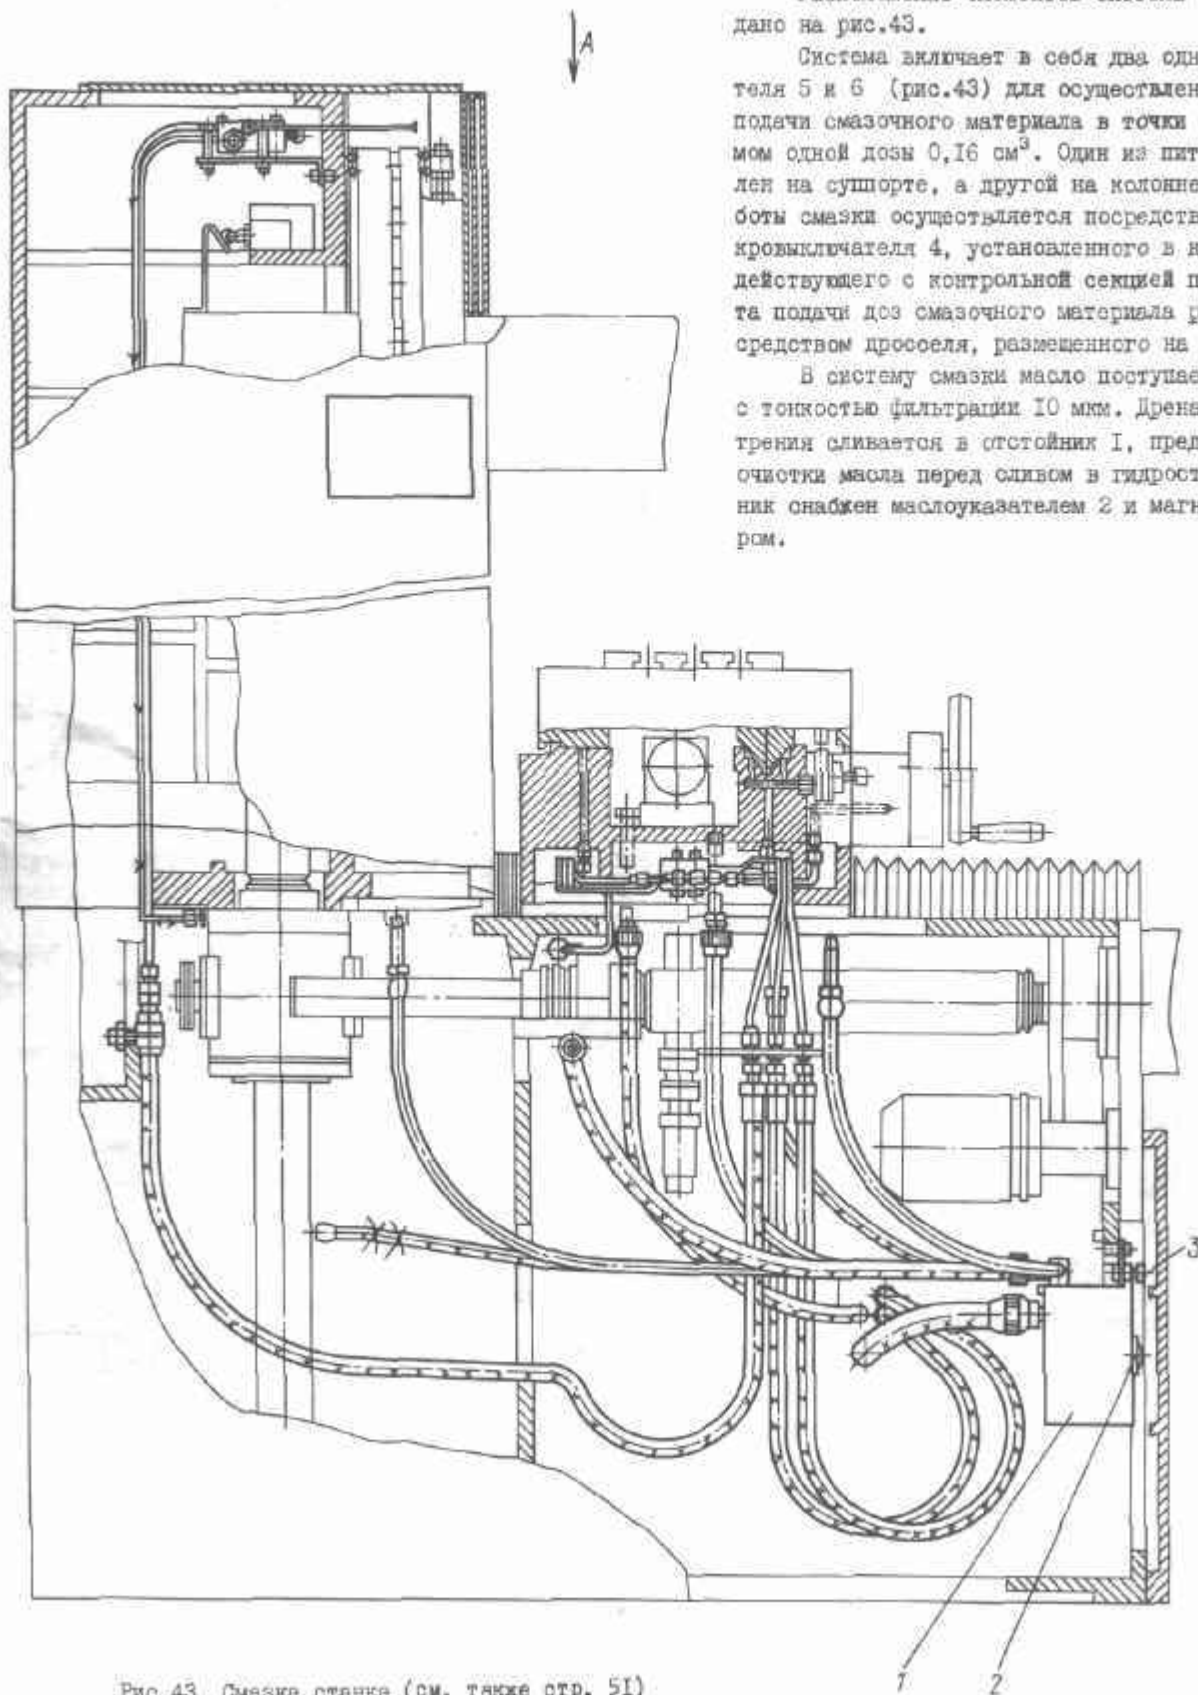 A
дано на рис.43.
Система включает в себя два одн
теля 5 и 6 (рис.43) для осуществлен
подачи смазочного материала в точки
мом одной дозы 0,16 см³. Один из пит
лен на суппорте, а другой на колонне
боты смазки осуществляется посредств
кровыключателя 4, установленного в к
действующего с контрольной секцией п
та подачи доз смазочного материала р
средством дросселя, размещенного на
В систему смазки масло поступае
с тонкостью фильтрации 10 мкм. Дрена
трения сливается в отстойник I, пред
очистки масла перед сливом в гидрост
ник снабжен маслоуказателем 2 и магн
ром.
3
1 2
Рис.43. Смазка станка (см. также стр. 51)